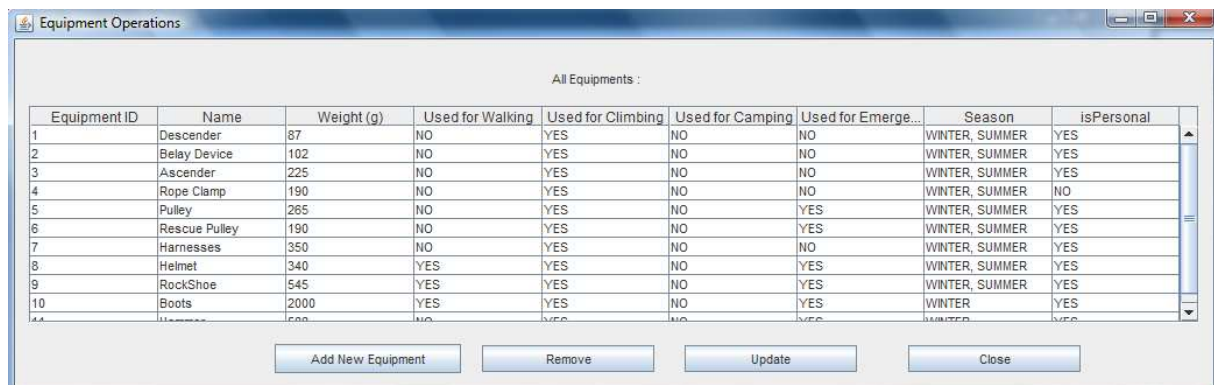 Equipment Operations
All Equipments :
Equipment ID Name Weight (g) Used for Walking Used for Climbing Used for Camping Used for Emerge... Season isPersonal
1 Descender 87 NO YES NO NO WINTER, SUMMER YES
2 Belay Device 102 NO YES NO NO WINTER, SUMMER YES
3 Ascender 225 NO YES NO NO WINTER, SUMMER YES
4 Rope Clamp 190 NO YES NO NO WINTER, SUMMER NO
5 Pulley 265 NO YES NO YES WINTER, SUMMER YES
6 Rescue Pulley 190 NO YES NO YES WINTER, SUMMER YES
7 Harnesses 350 NO YES NO NO WINTER, SUMMER YES
8 Helmet 340 YES YES NO YES WINTER, SUMMER YES
9 RockShoe 545 YES YES NO YES WINTER, SUMMER YES
10 Boots 2000 YES YES NO YES WINTER YES
Add New Equipment Remove Update Close